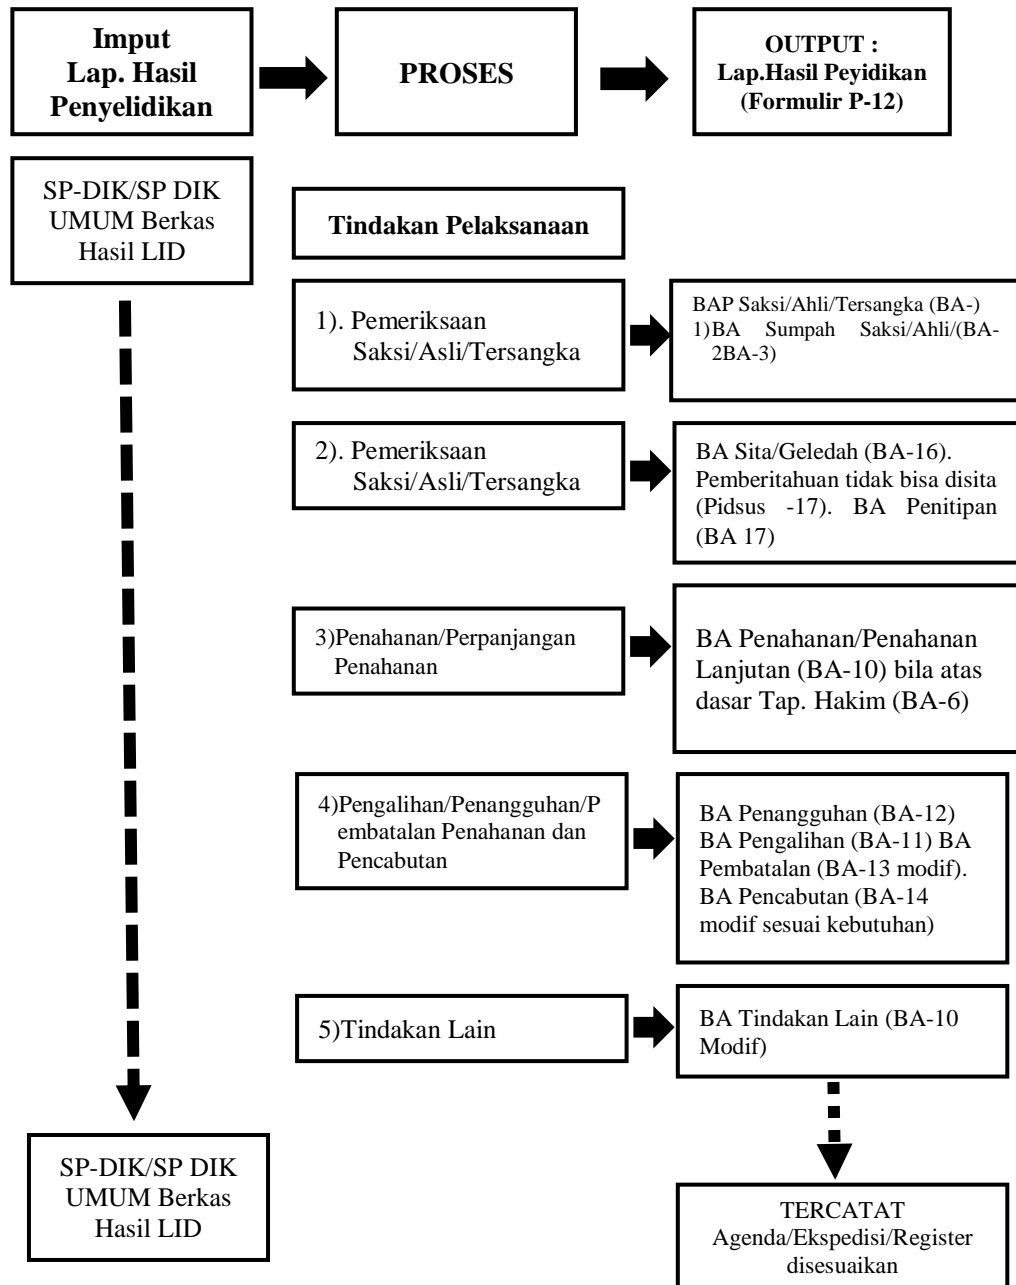 Imput
Lap. Hasil
Penyelidikan
PROSES
OUTPUT :
Lap.Hasil Peyidikan
(Formulir P-12)
SP-DIK/SP DIK
UMUM Berkas
Hasil LID
Tindakan Pelaksanaan
1). Pemeriksaan
Saksi/Asli/Tersangka
BAP Saksi/Ahli/Tersangka (BA-)
1)BA Sumpah Saksi/Ahli/(BA-
2BA-3)
2). Pemeriksaan
Saksi/Asli/Tersangka
BA Sita/Geledah (BA-16).
Pemberitahuan tidak bisa disita
(Pidsus -17). BA Penitipan
(BA 17)
3)Penahanan/Perpanjangan
Penahanan
BA Penahanan/Penahanan
Lanjutan (BA-10) bila atas
dasar Tap. Hakim (BA-6)
4)Pengalihan/Penangguhan/P
embatalan Penahanan dan
Pencabutan
BA Penangguhan (BA-12)
BA Pengalihan (BA-11) BA
Pembatalan (BA-13 modif).
BA Pencabutan (BA-14
modif sesuai kebutuhan)
5)Tindakan Lain
BA Tindakan Lain (BA-10
Modif)
SP-DIK/SP DIK
UMUM Berkas
Hasil LID
TERCATAT
Agenda/Ekspedisi/Register
disesuaikan